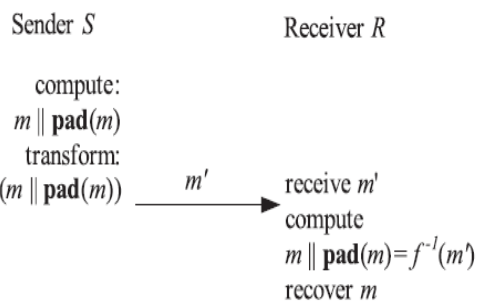 Sender S
Receiver R
compute:
m || pad(m)
transform:
(m || pad(m))
m'
receive m'
compute
m || pad(m)=f⁻¹(m')
recover m